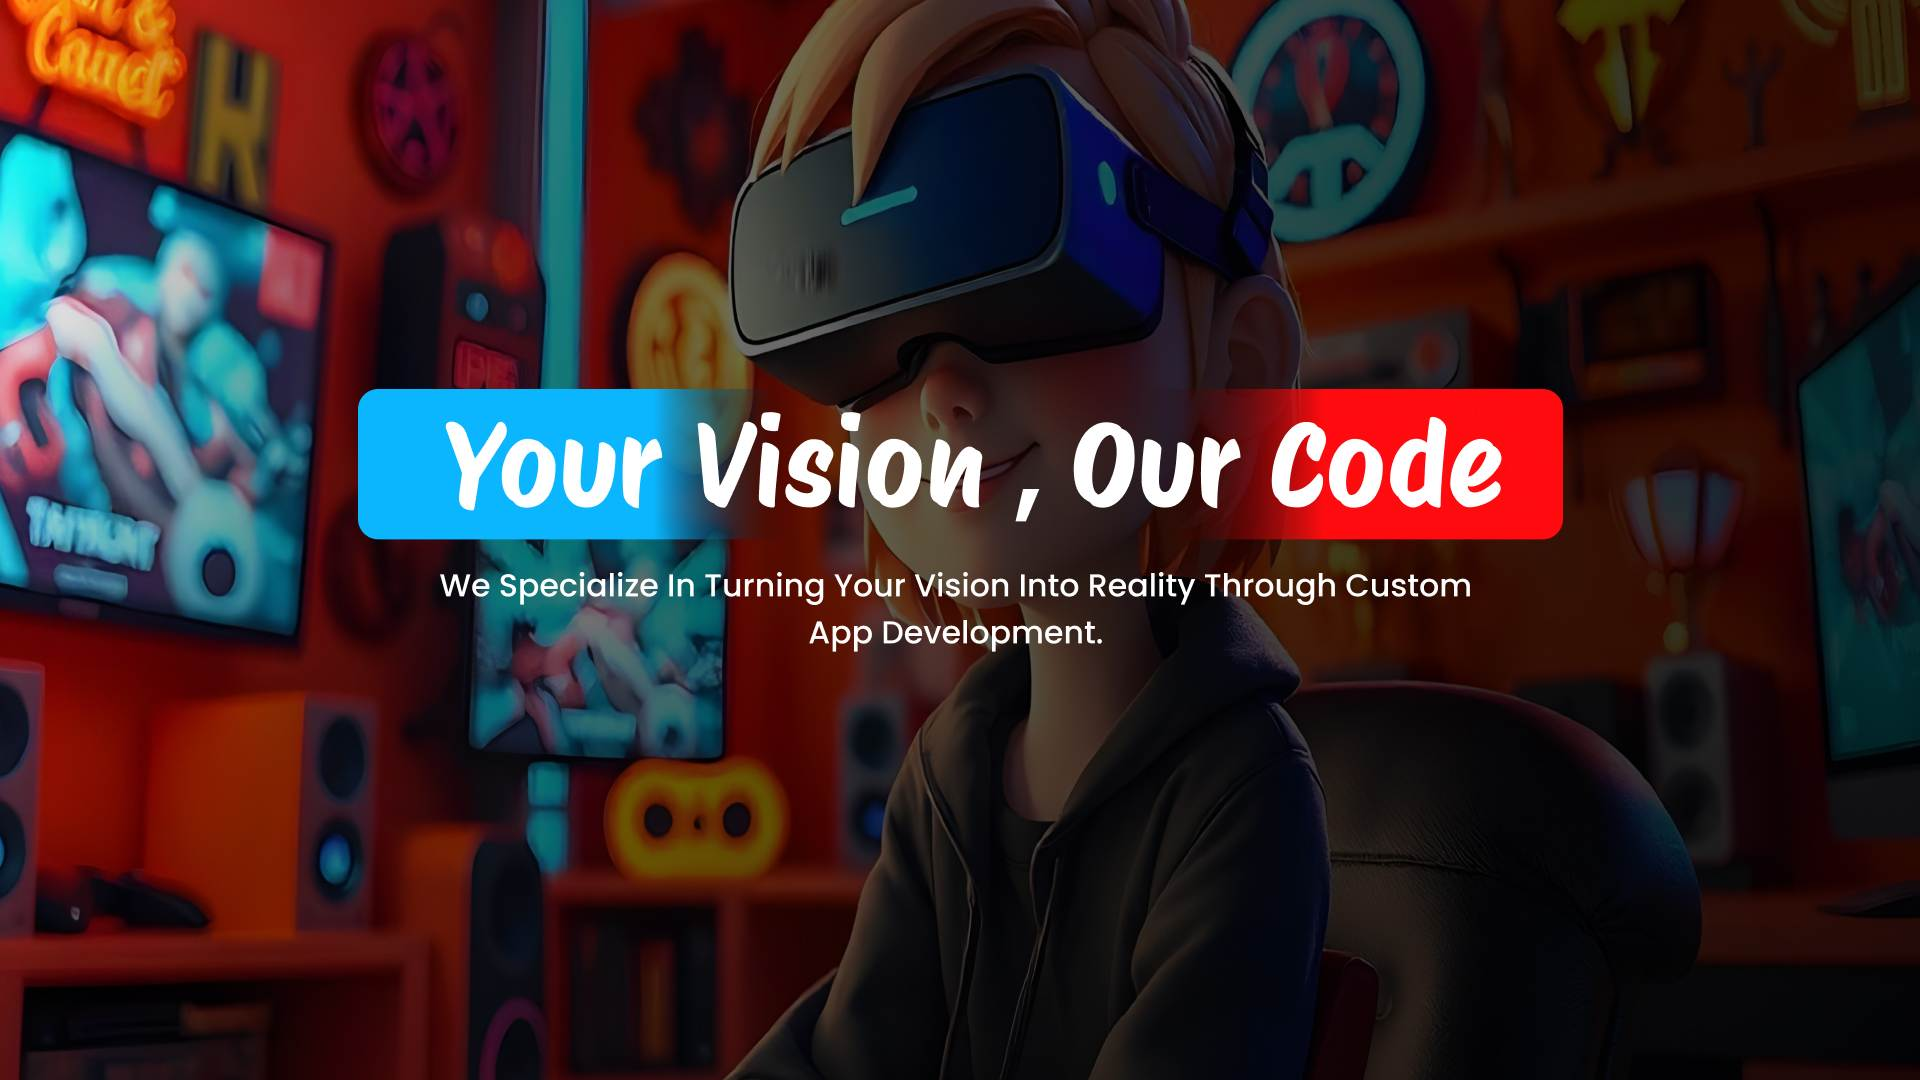 K
Your Vision , Our Code
We Specialize In Turning Your Vision Into Reality Through Custom
App Development.